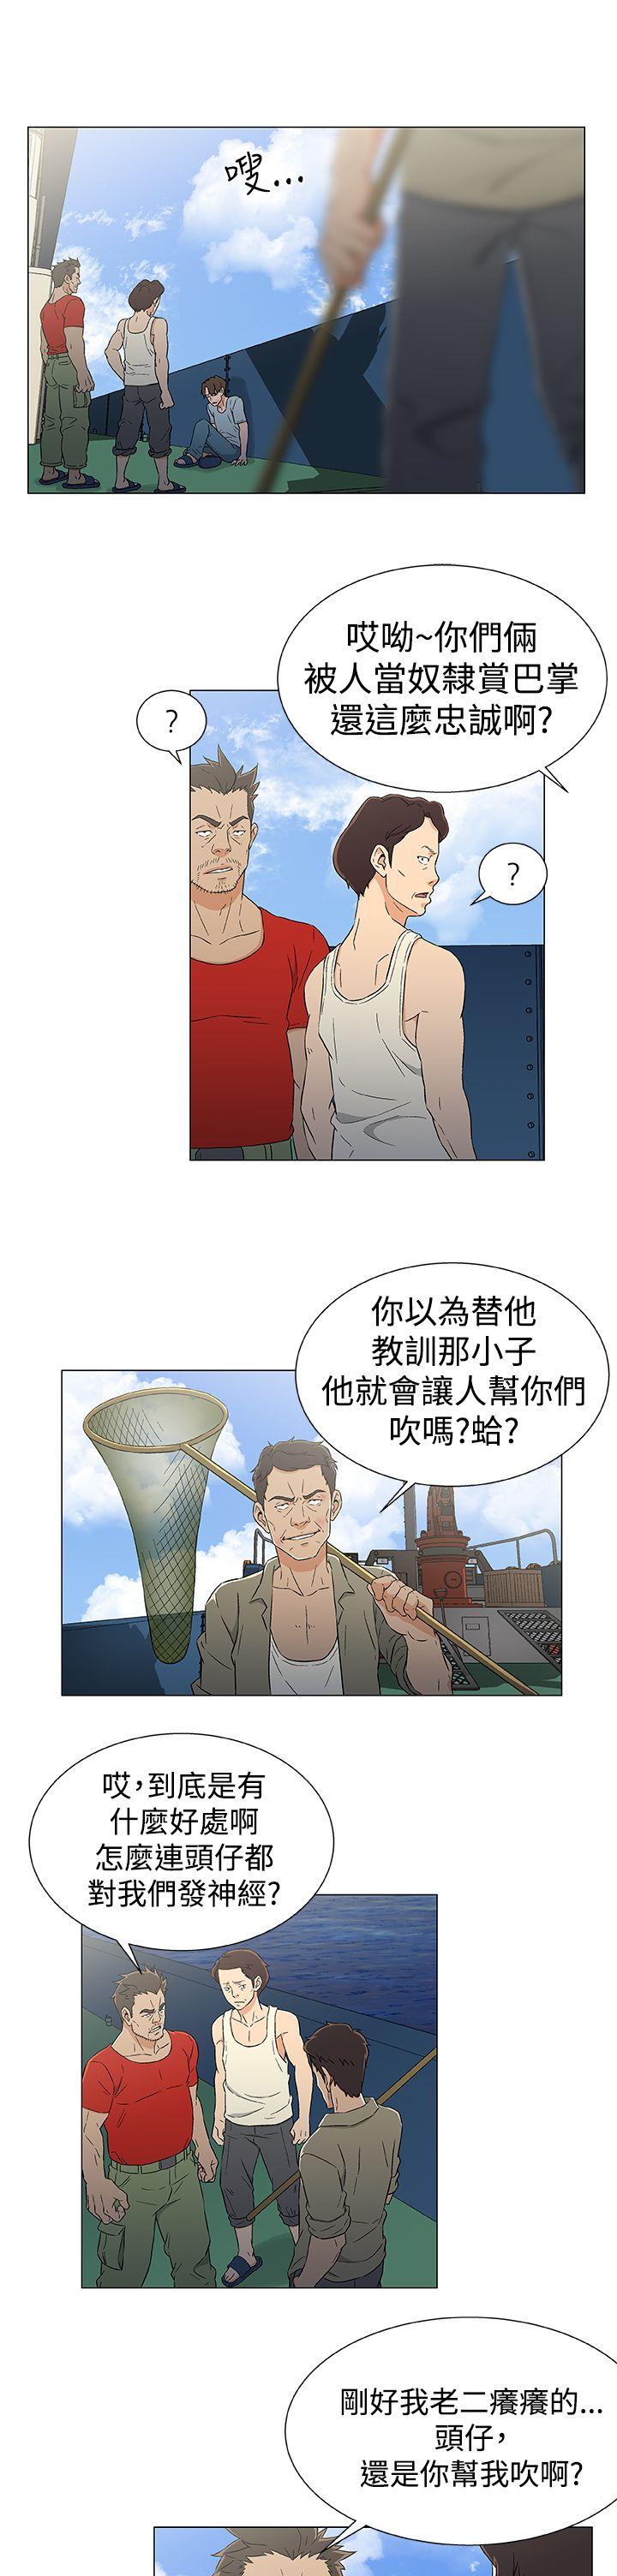 嗖...
哎呦~你們倆
被人當奴隸賞巴掌
還這麼忠誠啊?
?
?
你以為替他
教訓那小子
他就會讓人幫你們
吹嗎?蛤?
哎,到底是有
什麼好處啊
怎麼連頭仔都
對我們發神經?
剛好我老二癢癢的...
頭仔,
還是你幫我吹啊?